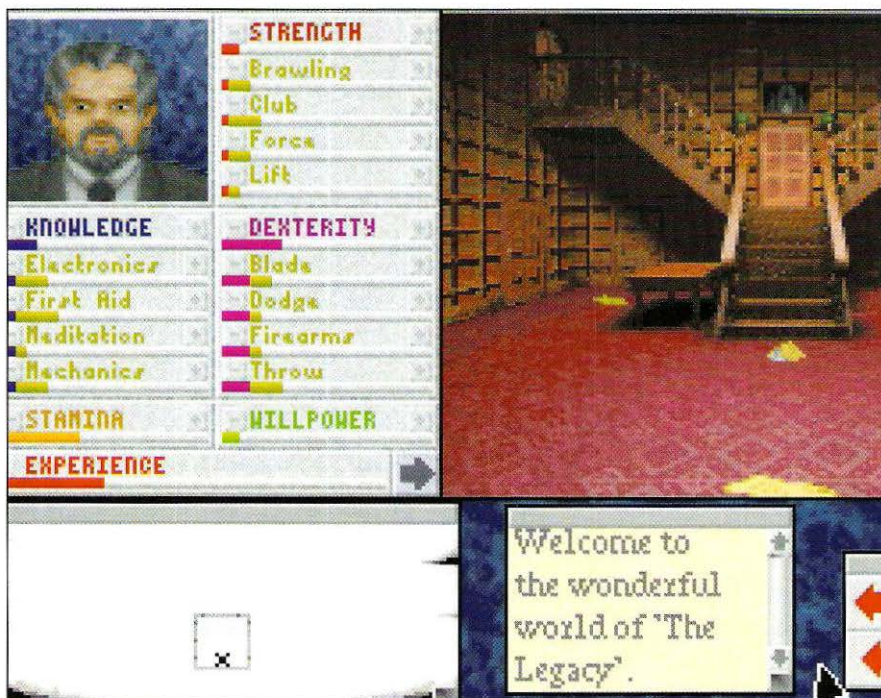 STRENGTH
Brawling
Club
Force
Lift
KNOWLEDGE
Electronics
First Aid
Meditation
Mechanics
DEXTERITY
Blade
Dodge
Firearms
Throw
STAMINA
WILLPOWER
EXPERIENCE
x
Welcome to
the wonderful
world of "The
Legacy".